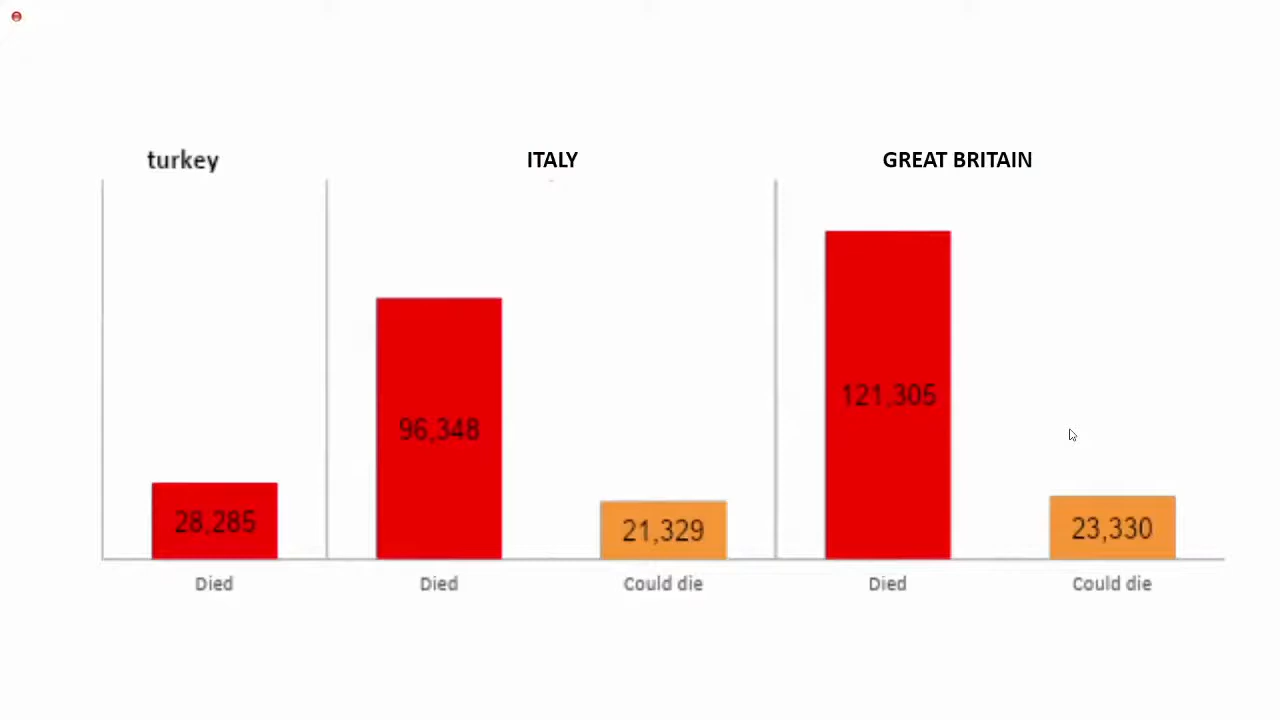 turkey
ITALY
GREAT BRITAIN
28,285
96,348
21,329
121,305
23,330
Died
Died
Could die
Died
Could die